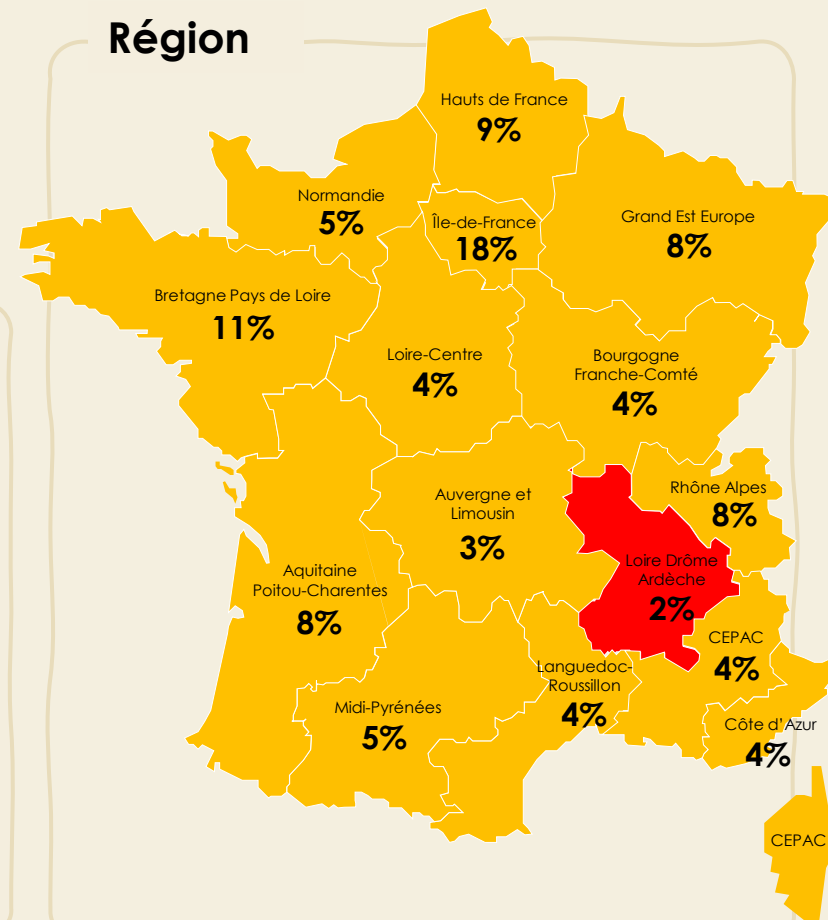 Région
Hauts de France
9%
Normandie
5%
Île-de-France
18%
Grand Est Europe
8%
Bretagne Pays de Loire
11%
Loire-Centre
4%
Bourgogne
Franche-Comté
4%
Auvergne et
Limousin
3%
Rhône Alpes
8%
Loire Drôme
Ardèche
2%
Aquitaine
Poitou-Charentes
8%
CEPAC
4%
Languedoc-
Roussillon
4%
Midi-Pyrénées
5%
Côte d'Azur
4%
CEPAC